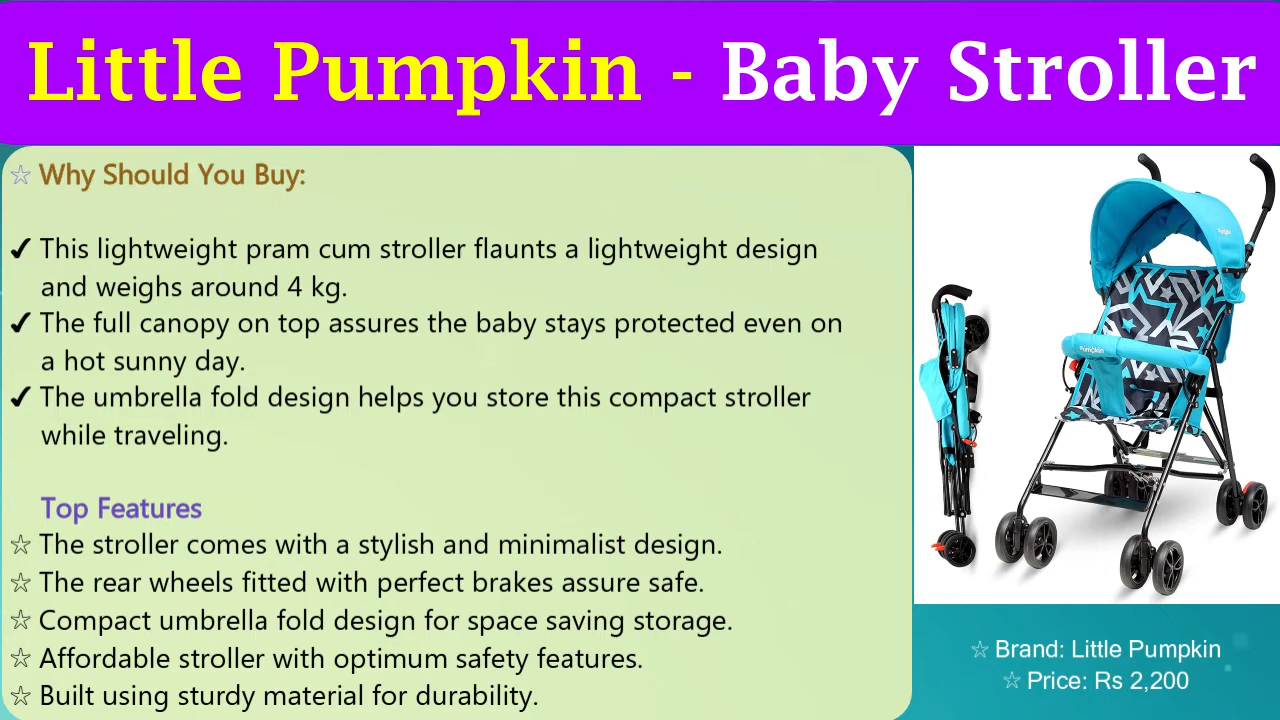 Little Pumpkin - Baby Stroller
☆ Why Should You Buy:
✔ This lightweight pram cum stroller flaunts a lightweight design
and weighs around 4 kg.
✔ The full canopy on top assures the baby stays protected even on
a hot sunny day.
✔ The umbrella fold design helps you store this compact stroller
while traveling.
Top Features
☆ The stroller comes with a stylish and minimalist design.
☆ The rear wheels fitted with perfect brakes assure safe.
☆ Compact umbrella fold design for space saving storage.
☆ Affordable stroller with optimum safety features.
☆ Built using sturdy material for durability.
Pumpkin
☆ Brand: Little Pumpkin
☆ Price: Rs 2,200